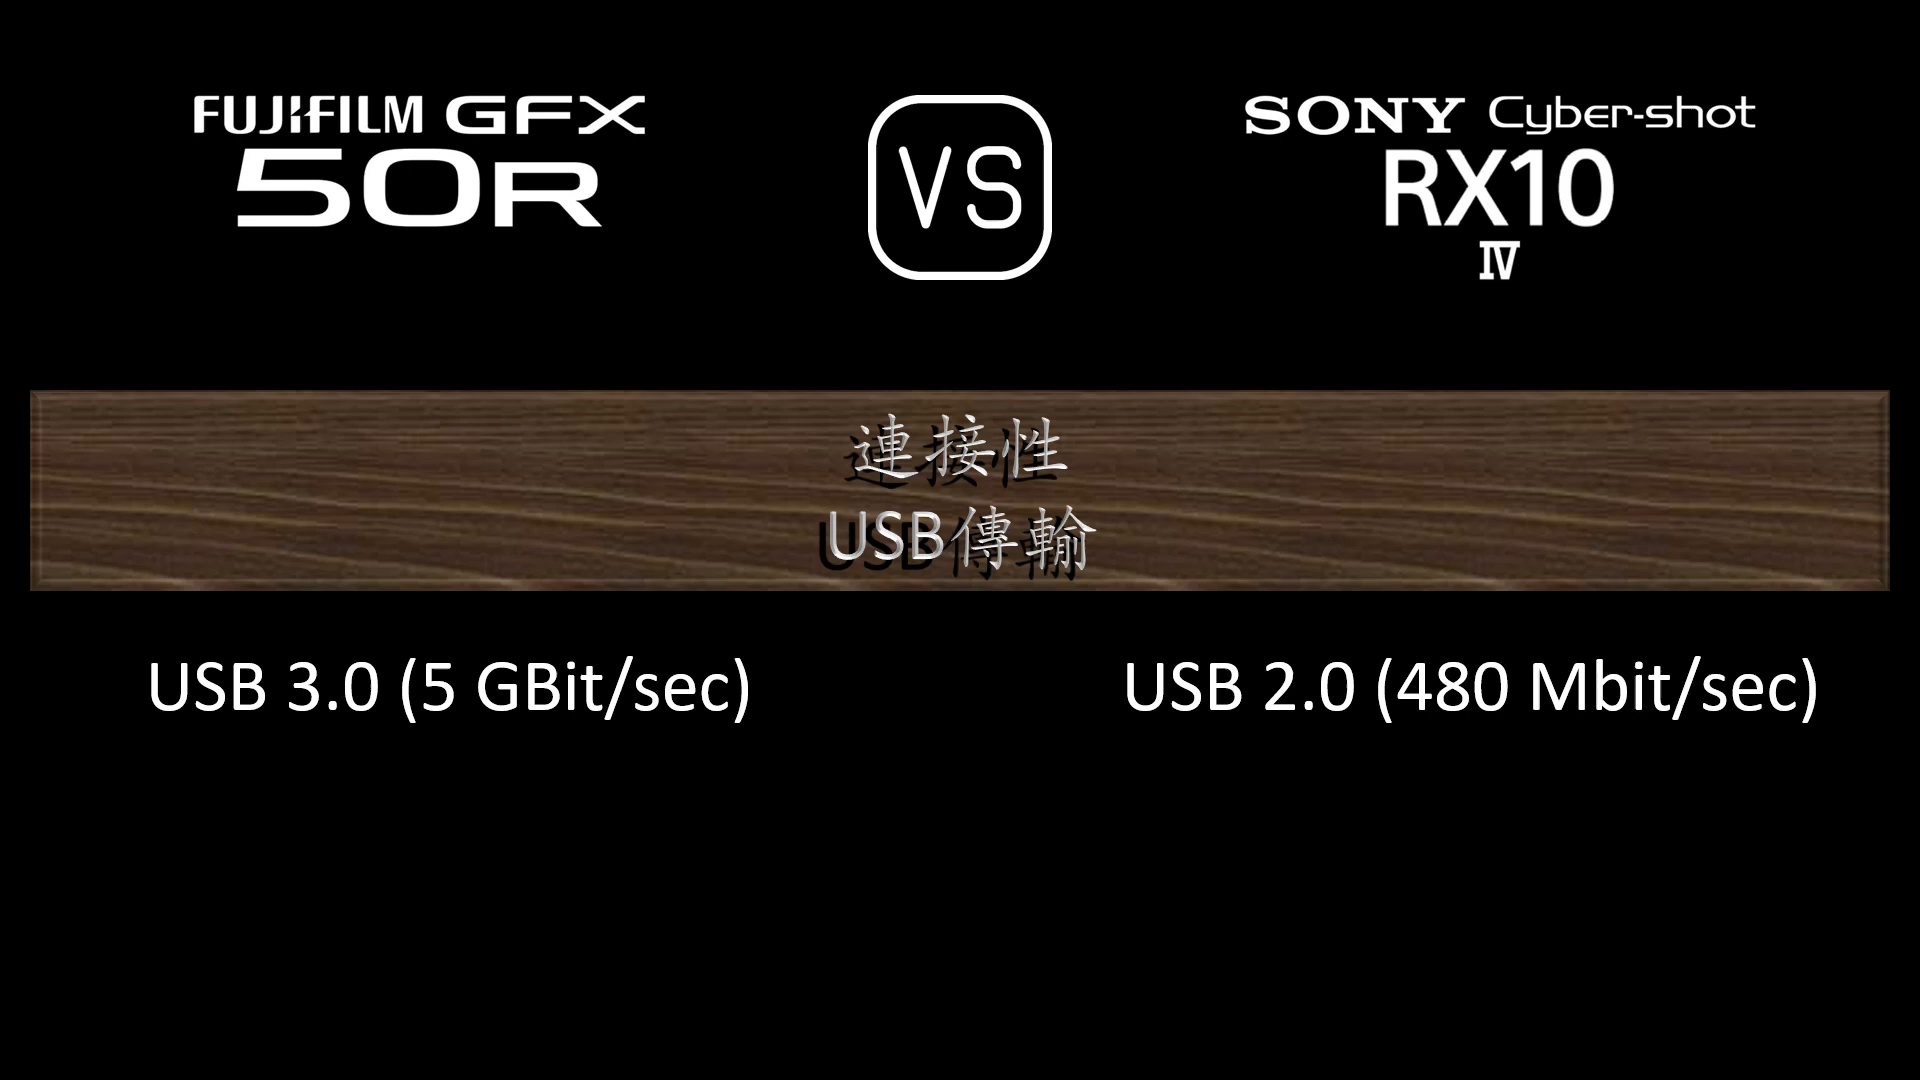 FUJIFILM GFX
50R
VS
SONY Cyber-shot
RX10
IV
連接性
USB傳輸
USB 3.0 (5 GBit/sec)
USB 2.0 (480 Mbit/sec)